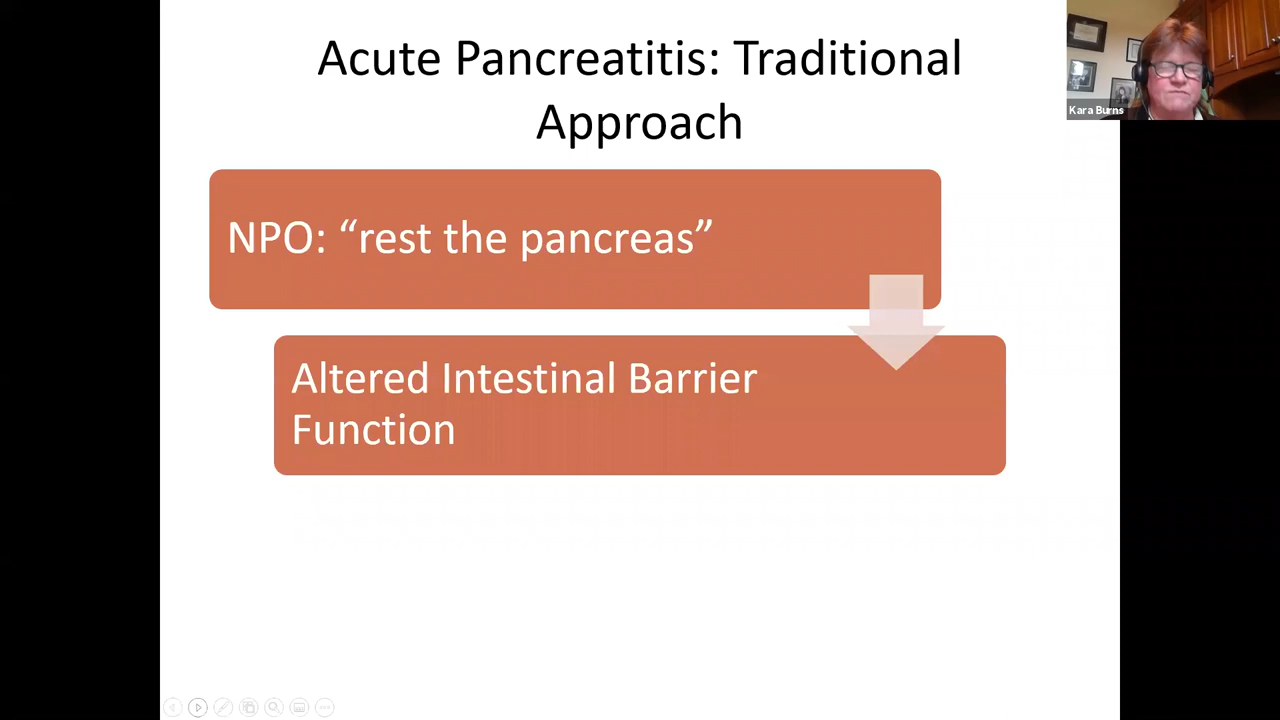 Acute Pancreatitis: Traditional
Approach
Kara Burns
NPO: “rest the pancreas”
Altered Intestinal Barrier
Function